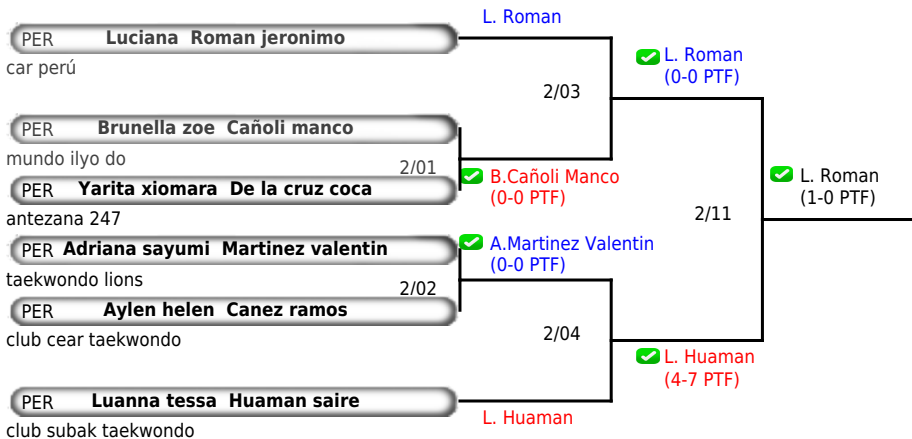 L. Roman
PER Luciana Roman jeronimo
car perú
L. Roman
(0-0 PTF)
2/03
PER Brunella zoe Cañoli manco
mundo ilyo do
2/01
B.Cañoli Manco
(0-0 PTF)
PER Yarita xiomara De la cruz coca
antezana 247
L. Roman
(1-0 PTF)
2/11
PER Adriana sayumi Martinez valentin
taekwondo lions
A.Martinez Valentin
(0-0 PTF)
2/02
PER Aylen helen Canez ramos
club cear taekwondo
2/04
L. Huaman
(4-7 PTF)
PER Luanna tessa Huaman saire
club subak taekwondo
L. Huaman